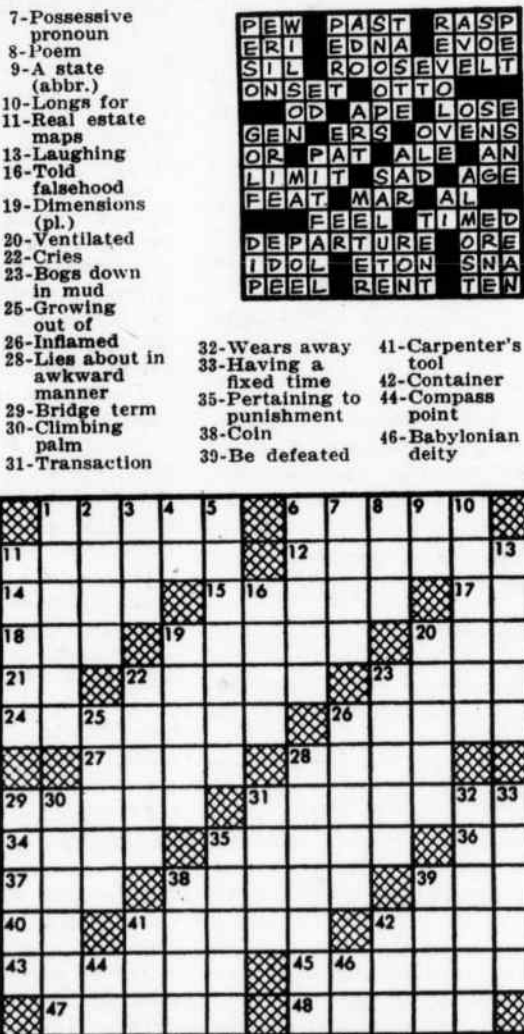 7-Possessive
pronoun
8-Poem
9-A state
(abbr.)
10-Longs for
11-Real estate
maps
13-Laughing
16-Told
falsehood
19-Dimensions
(pl.)
20-Ventilated
22-Cries
23-Bogs down
in mud
25-Growing
out of
26-Inflamed
28-Lies about in
awkward
manner
29-Bridge term
30-Climbing
palm
31-Transaction
PEW PAST RASP
ERI EDNA EVOE
SIL ROOSEVELT
ONSET OTTO
OD APE LOSE
GEN ERS OVENS
OR PAT ALE AN
LIMIT SAD AGE
FEAT MAR AL
FEEL TIMED
DEPARTURE ORE
IDOL ETON SNA
PEEL RENT TEN
32-Wears away
33-Having a
fixed time
35-Pertaining to
punishment
38-Coin
39-Be defeated
41-Carpenter's
tool
42-Container
44-Compass
point
46-Babylonian
deity
1 2 3 4 5 6 7 8 9 10
11 12 13
14 15 16 17
18 19 20
21 22 23
24 25 26
27 28
29 30 31 32 33
34 35 36
37 38 39
40 41 42
43 44 45 46
47 48